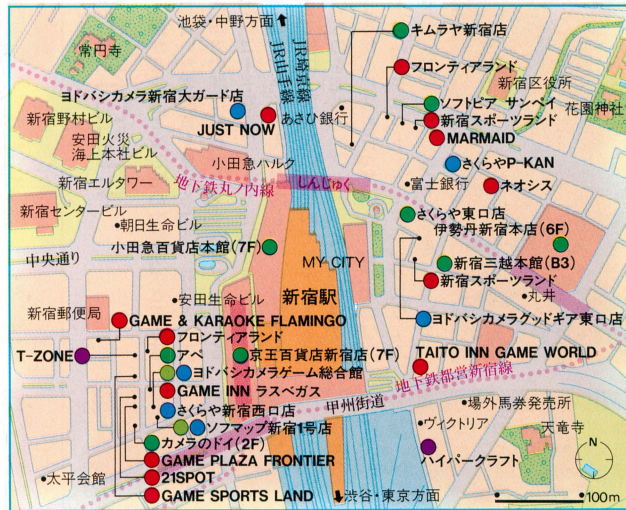 池袋・中野方面
JR埼京線
JR山手線
キムラヤ新宿店
常円寺
フロンティアランド
新宿区役所
ヨドバシカメラ新宿大ガード店
ソフトピア サンペイ
花園神社
新宿野村ビル
JUST NOW
あさひ銀行
新宿スポーツランド
MARMAID
安田火災
海上本社ビル
小田急ハルク
さくらやP-KAN
新宿エルタワー
地下鉄丸ノ内線
しんじゅく
富士銀行
ネオシス
新宿センタービル
朝日生命ビル
さくらや東口店
伊勢丹新宿本店(6F)
小田急百貨店本館(7F)
中央通り
MY CITY
新宿三越本館(B3)
新宿スポーツランド
丸井
安田生命ビル
新宿駅
新宿郵便局
GAME & KARAOKE FLAMINGO
ヨドバシカメラグッドギア東口店
フロンティアランド
T-ZONE
アペ
京王百貨店新宿店(7F)
ヨドバシカメラゲーム総合館
TAITO INN GAME WORLD
GAME INN ラスベガス
地下鉄都営新宿線
さくらや新宿西口店
甲州街道
場外馬券発売所
ソフマップ新宿1号店
ヴィクトリア
天竜寺
カメラのドイ(2F)
ハイパークラフト
N
GAME PLAZA FRONTIER
太平会館
21SPOT
GAME SPORTS LAND
渋谷・東京方面
100m